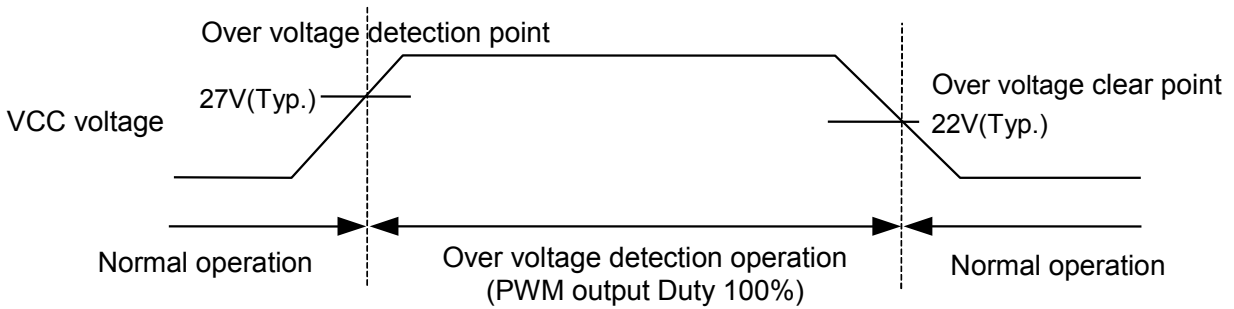 Over voltage detection point
27V(Typ.)
VCC voltage
Over voltage clear point
22V(Typ.)
Normal operation
Over voltage detection operation
(PWM output Duty 100%)
Normal operation